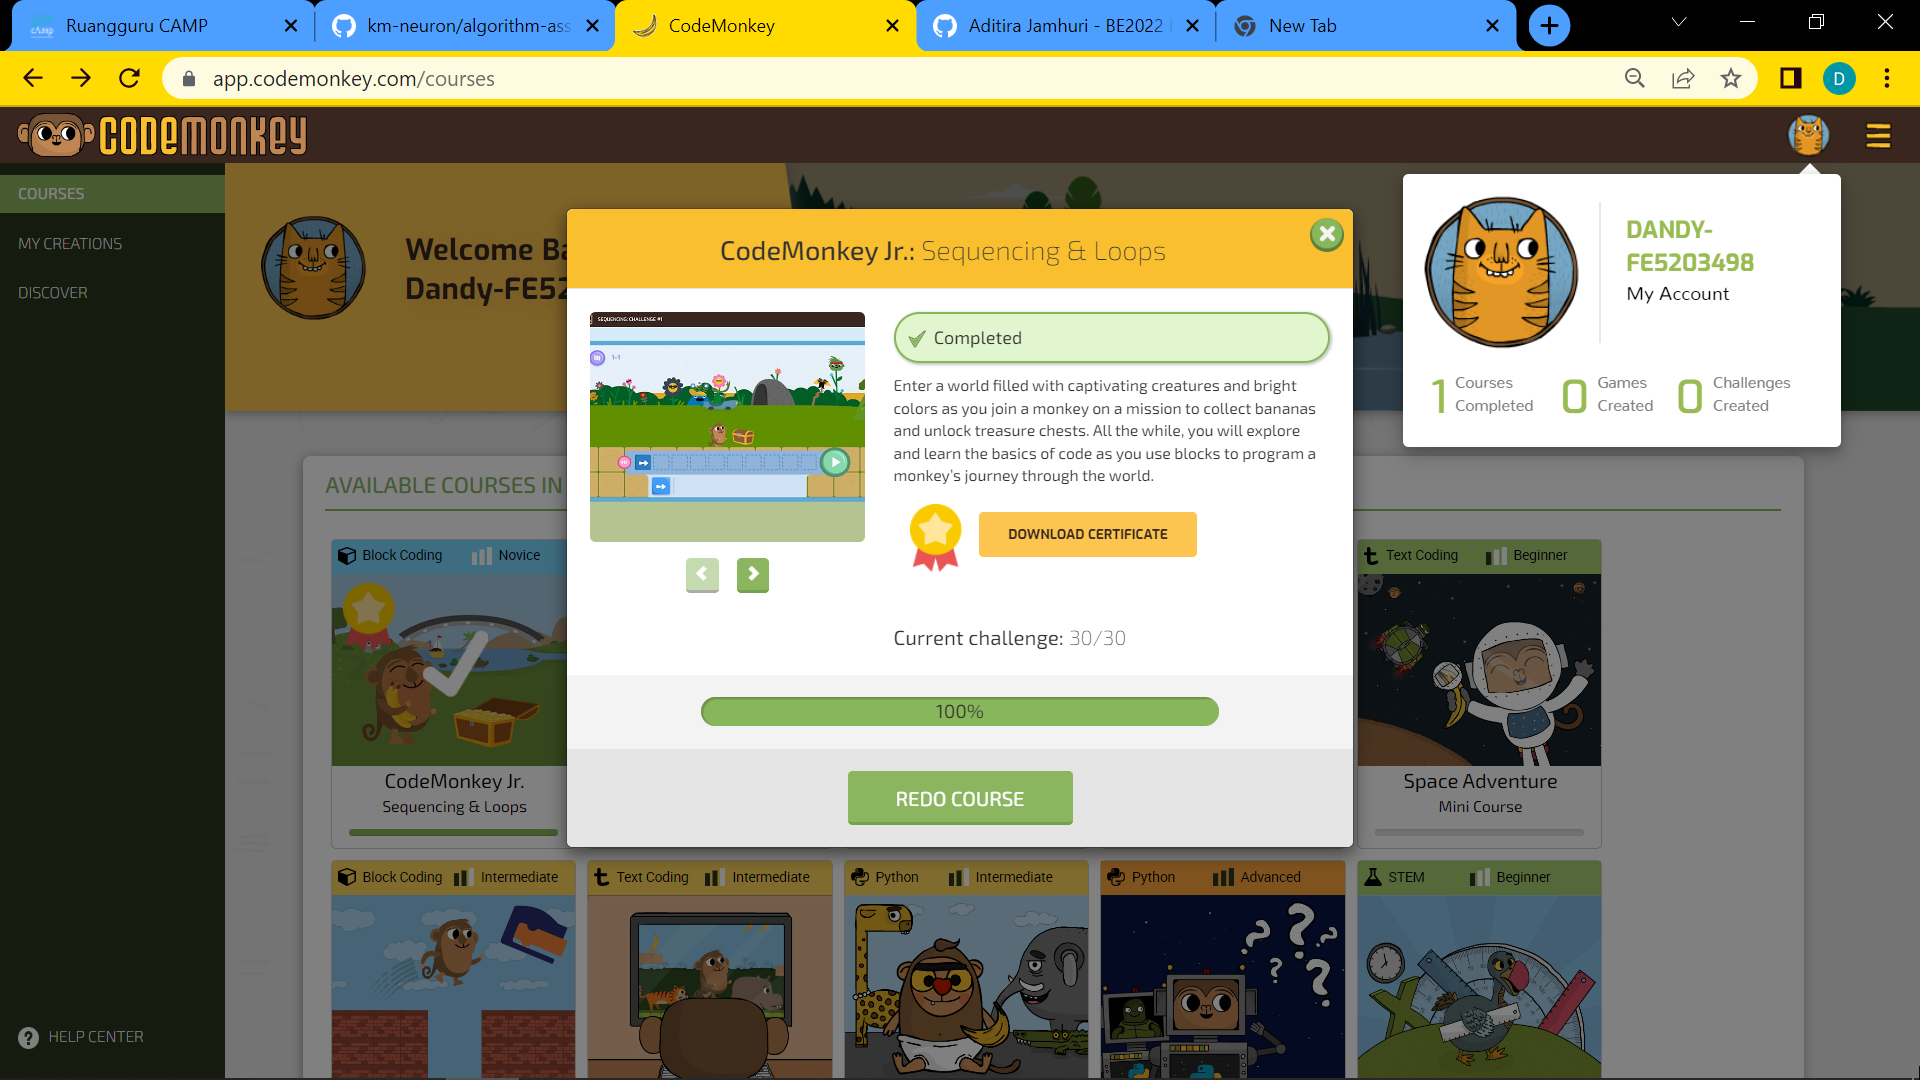 Ruangguru CAMP
km-neuron/algorithm-ass
CodeMonkey
Aditira Jamhuri - BE2022
New Tab
app.codemonkey.com/courses
D
CODEMONKEY
COURSES
MY CREATIONS
DISCOVER
HELP CENTER
Welcome Ba
Dandy-FE52
DANDY-
FE5203498
My Account
1 Courses Completed
0 Games Created
0 Challenges Created
CodeMonkey Jr.: Sequencing & Loops
SEQUENCING: CHALLENGE #1
1-1
Completed
Enter a world filled with captivating creatures and bright
colors as you join a monkey on a mission to collect bananas
and unlock treasure chests. All the while, you will explore
and learn the basics of code as you use blocks to program a
monkey's journey through the world.
DOWNLOAD CERTIFICATE
Current challenge: 30/30
100%
REDO COURSE
AVAILABLE COURSES IN
Block Coding Novice
CodeMonkey Jr.
Sequencing & Loops
Text Coding Beginner
Space Adventure
Mini Course
Block Coding Intermediate
Text Coding Intermediate
Python Intermediate
Python Advanced
STEM Beginner